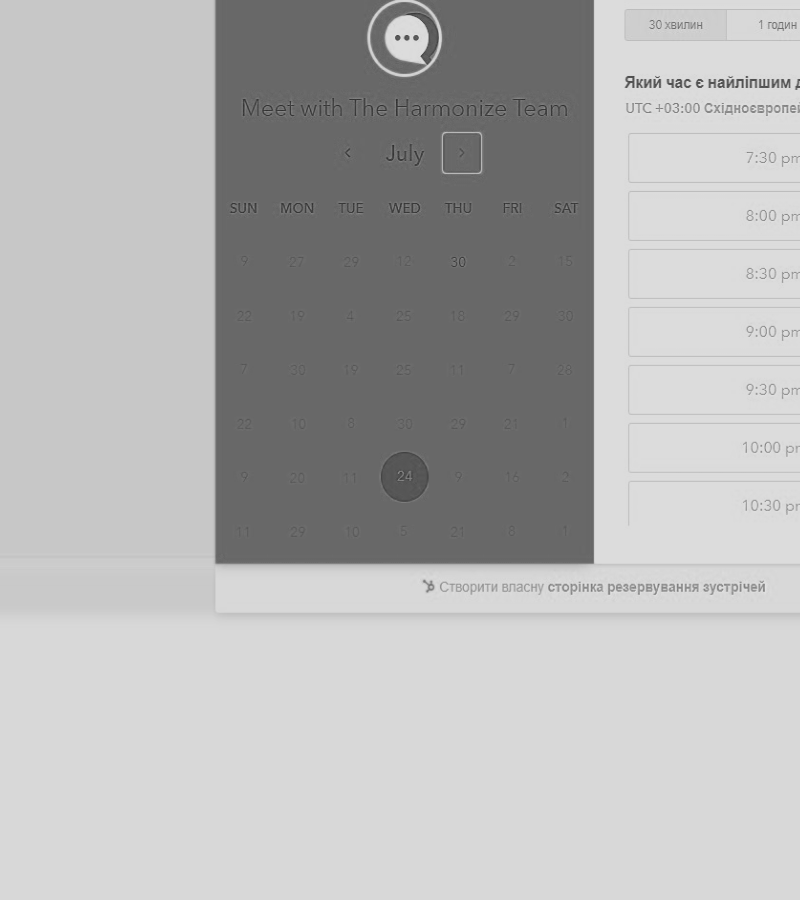 30 хвилин 1 годин
Meet with The Harmonize Team
Який час є найліпшим
UTC +03:00 Східноєвропей
July
7:30 pm
SUN MON TUE WED THU FRI SAT
8:00 pm
9 27 29 12 30 2 15
8:30 pm
22 19 4 25 18 29 30
9:00 pm
7 30 19 25 11 7 28
9:30 pm
22 10 8 30 29 21 1
10:00 pm
9 20 11 24 9 16 2
10:30 pm
11 29 10 5 21 8 1
Створити власну сторінка резервування зустрічей